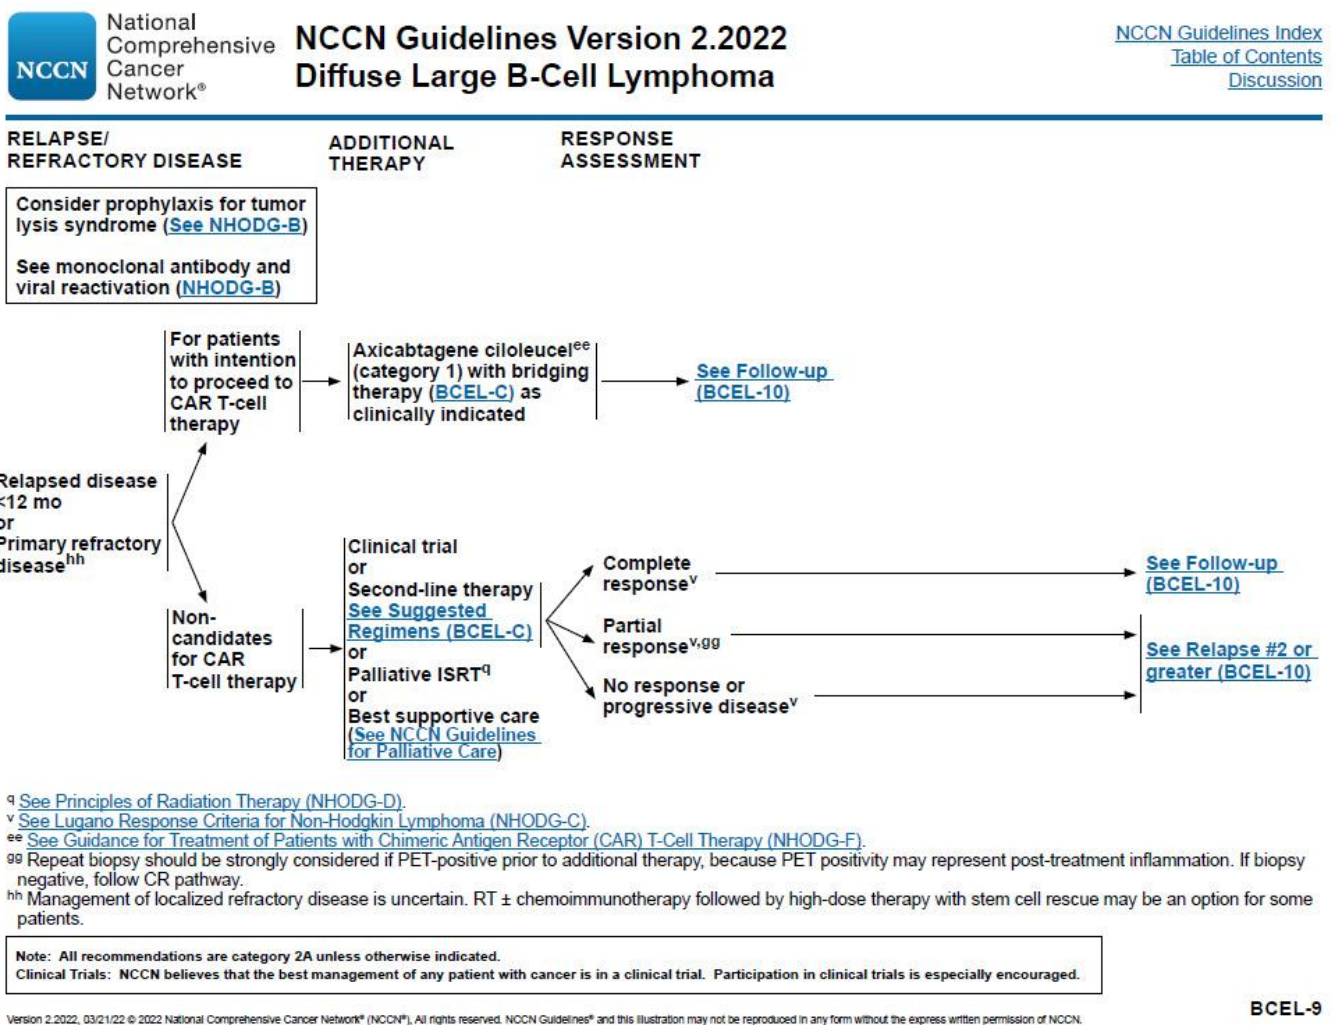 National
Comprehensive
NCCN Cancer
Network®
NCCN Guidelines Version 2.2022
Diffuse Large B-Cell Lymphoma
NCCN Guidelines Index
Table of Contents
Discussion
RELAPSE/
REFRACTORY DISEASE
ADDITIONAL
THERAPY
RESPONSE
ASSESSMENT
Consider prophylaxis for tumor
lysis syndrome (See NHODG-B)
See monoclonal antibody and
viral reactivation (NHODG-B)
For patients
with intention
to proceed to
CAR T-cell
therapy
Axicabtagene ciloleucelee
(category 1) with bridging
therapy (BCEL-C) as
clinically indicated
See Follow-up
(BCEL-10)
Relapsed disease
<12 mo
or
Primary refractory
diseasehh
Non-
candidates
for CAR
T-cell therapy
Clinical trial
or
Second-line therapy
See Suggested
Regimens (BCEL-C)
or
Palliative ISRTq
or
Best supportive care
(See NCCN Guidelines
for Palliative Care)
Complete
responsev
See Follow-up
(BCEL-10)
Partial
responsev,gg
No response or
progressive diseasev
See Relapse #2 or
greater (BCEL-10)
q See Principles of Radiation Therapy (NHODG-D).
v See Lugano Response Criteria for Non-Hodgkin Lymphoma (NHODG-C).
ee See Guidance for Treatment of Patients with Chimeric Antigen Receptor (CAR) T-Cell Therapy (NHODG-F).
gg Repeat biopsy should be strongly considered if PET-positive prior to additional therapy, because PET positivity may represent post-treatment inflammation. If biopsy
negative, follow CR pathway.
hh Management of localized refractory disease is uncertain. RT ± chemoimmunotherapy followed by high-dose therapy with stem cell rescue may be an option for some
patients.
Note: All recommendations are category 2A unless otherwise indicated.
Clinical Trials: NCCN believes that the best management of any patient with cancer is in a clinical trial. Participation in clinical trials is especially encouraged.
BCEL-9
Version 2.2022, 03/21/22 © 2022 National Comprehensive Cancer Network® (NCCN®), All rights reserved. NCCN Guidelines® and this illustration may not be reproduced in any form without the express written permission of NCCN.